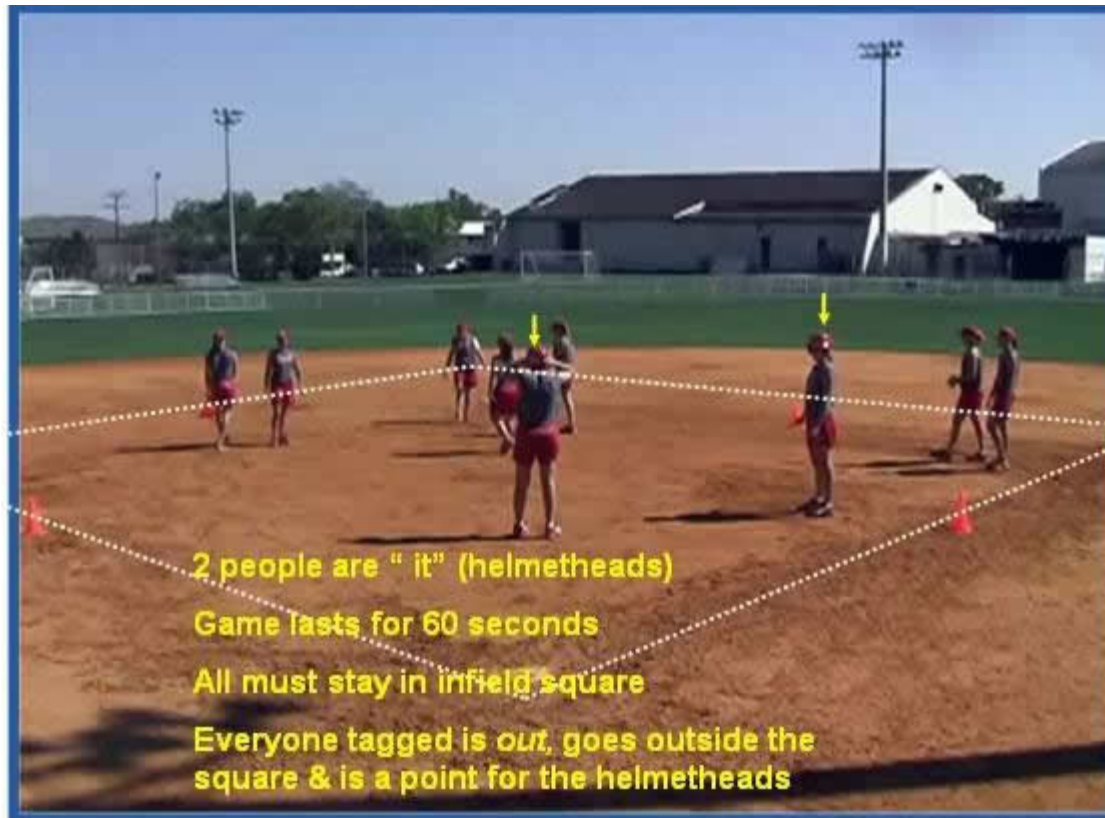 2 people are “ it” (helmetheads)
Game lasts for 60 seconds
All must stay in infield square
Everyone tagged is out, goes outside the
square & is a point for the helmetheads